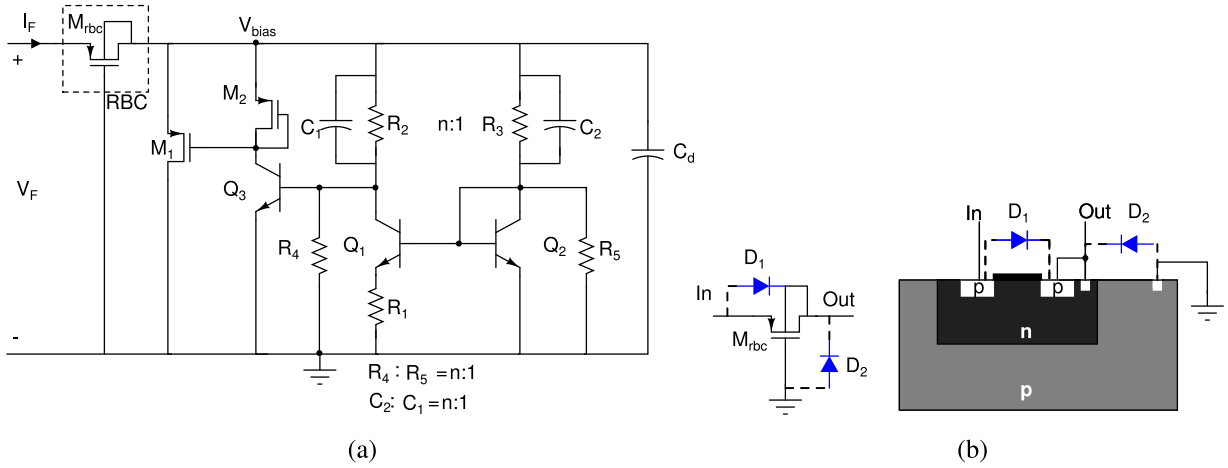 I_F
M_rbc
V_bias
+
RBC
M_2
C_1
R_2
n:1
R_3
C_2
M_1
C_d
V_F
Q_3
R_4
Q_1
Q_2
R_5
R_1
-
R_4 : R_5 =n:1
C_2: C_1 =n:1
(a)
D_1
In
Out
M_rbc
D_2
In
D_1
Out
D_2
p
p
n
p
(b)